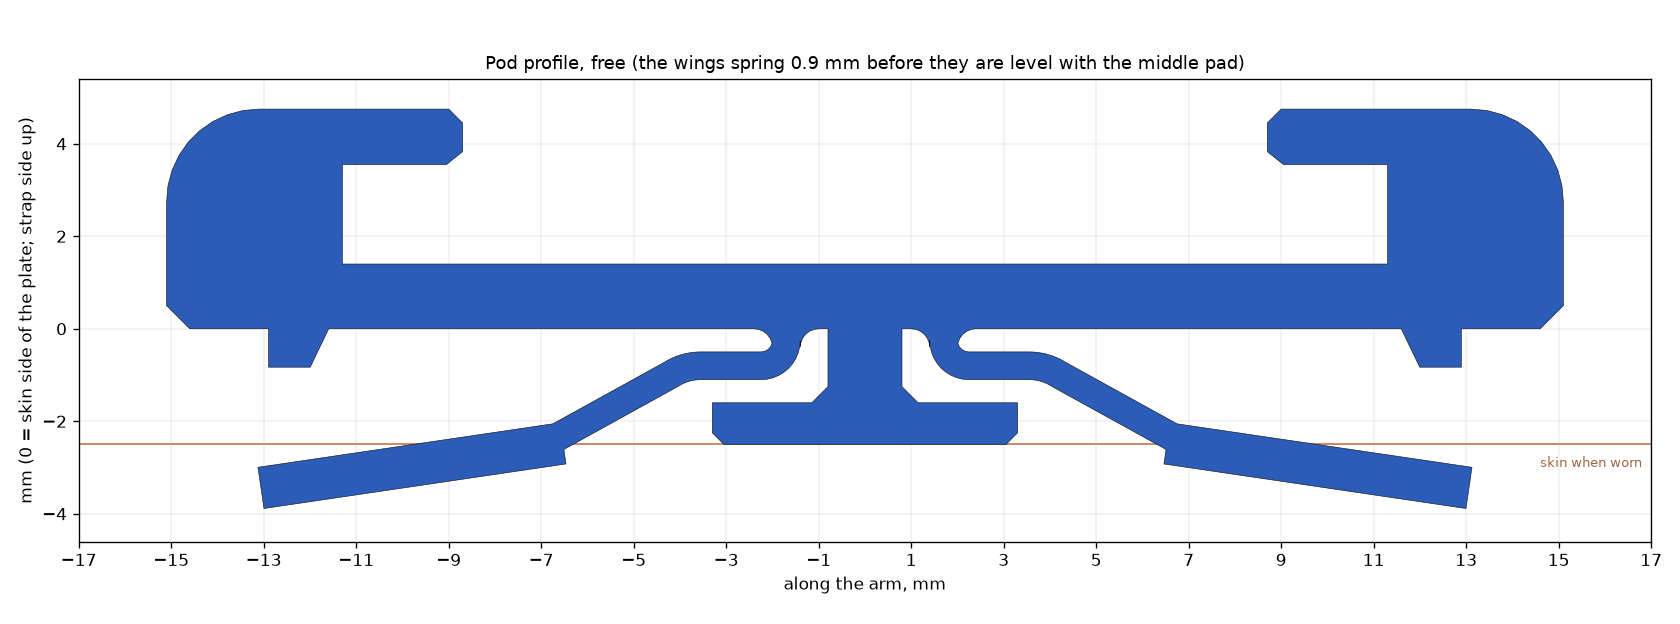 Pod profile, free (the wings spring 0.9 mm before they are level with the middle pad)
mm (0 = skin side of the plate; strap side up)
4
2
0
−2
−4
skin when worn
−17 −15 −13 −11 −9 −7 −5 −3 −1 1 3 5 7 9 11 13 15 17
along the arm, mm